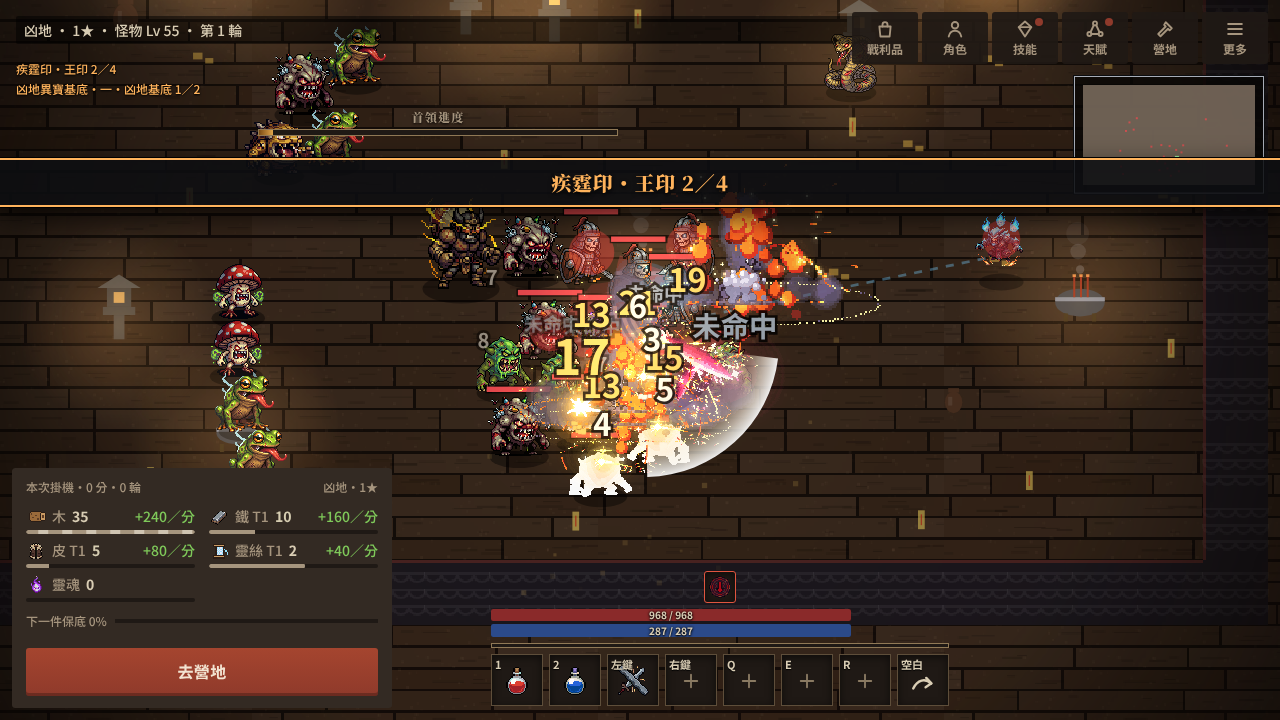 凶地・1★・怪物 Lv 55・第 1 輪
疾霆印・王印 2／4
凶地異寶基底・一・凶地基底 1／2
戰利品
角色
技能
天賦
營地
更多
首領進度
疾霆印・王印 2／4
7
19
26
未命中
13
未命中
3
未命中
8
17
15
13
5
4
本次掛機・0 分・0 輪
凶地・1★
木 35 +240／分
鐵 T1 10 +160／分
皮 T1 5 +80／分
靈絲 T1 2 +40／分
靈魂 0
下一件保底 0%
去營地
968 / 968
287 / 287
1
2
左鍵
右鍵
Q
E
R
空白